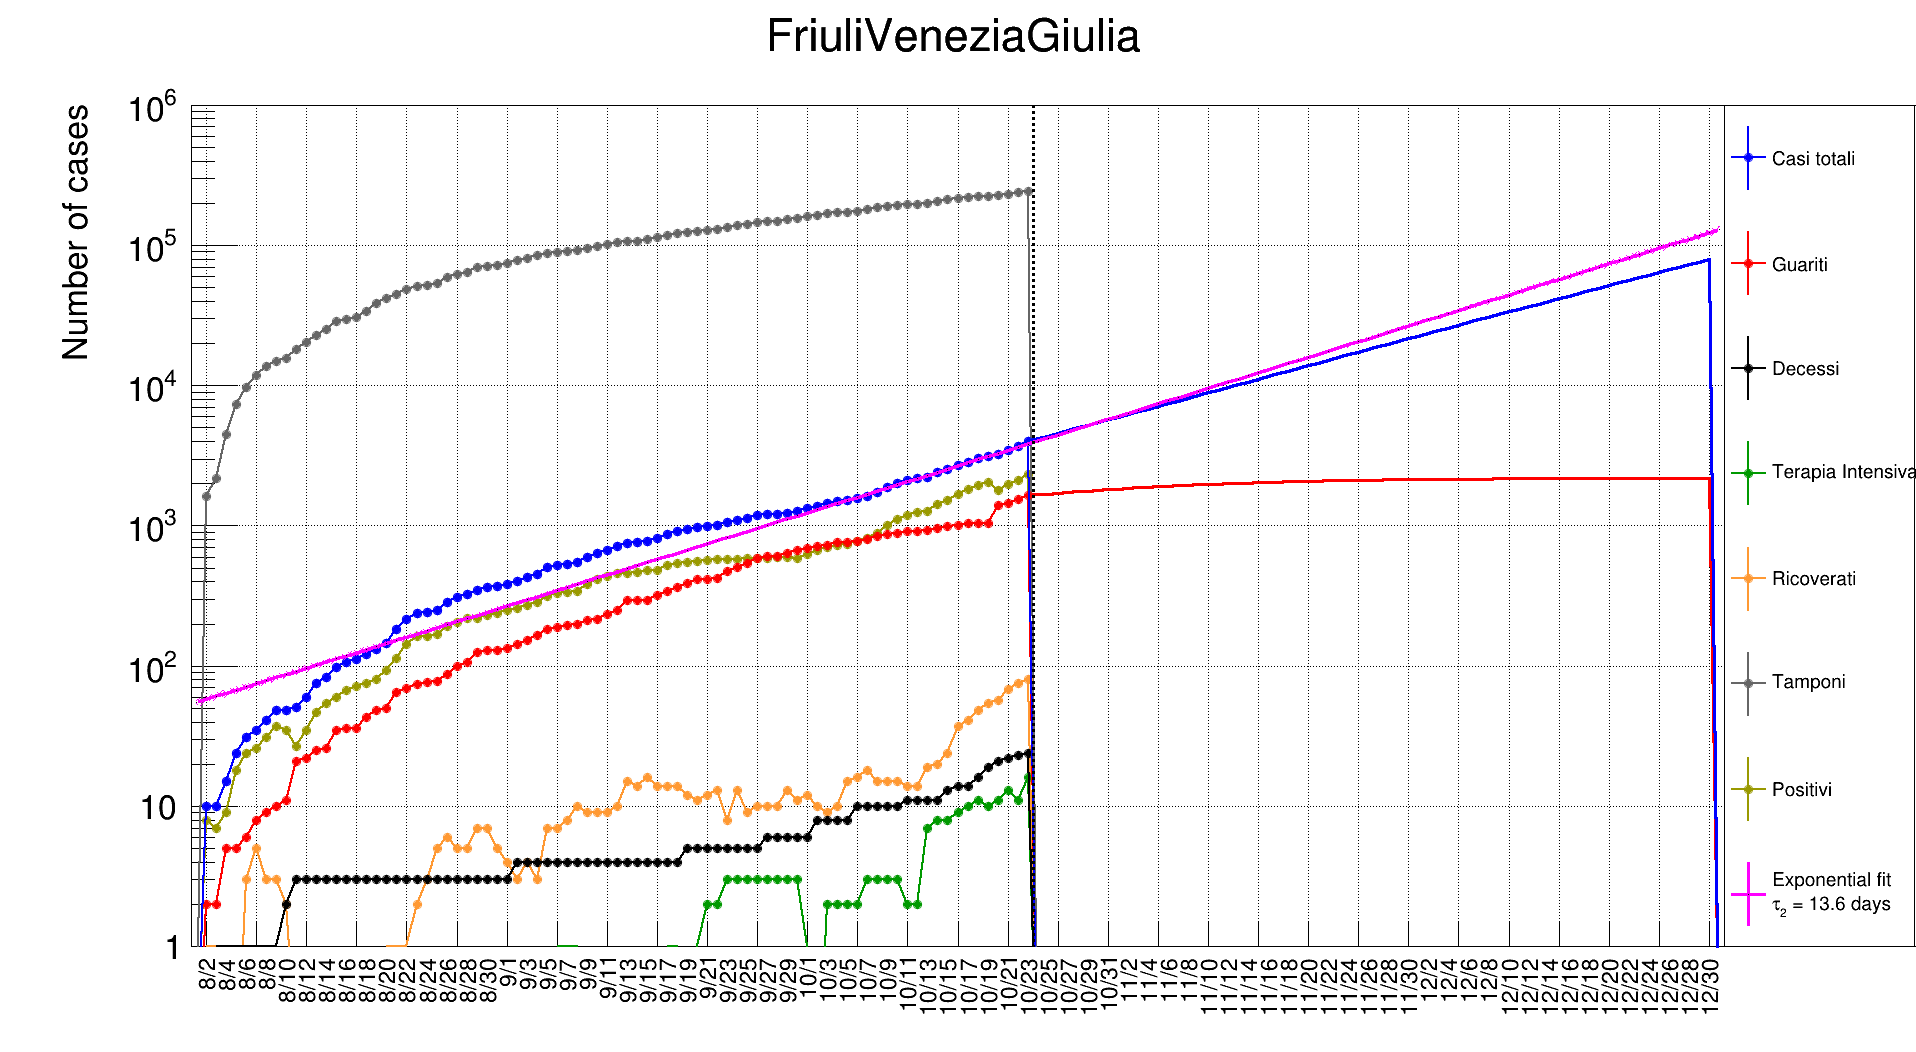 FriuliVeneziaGiulia
Number of cases
10^6
10^5
10^4
10^3
10^2
10
1
8/2 8/4 8/6 8/8 8/10 8/12 8/14 8/16 8/18 8/20 8/22 8/24 8/26 8/28 8/30 9/1 9/3 9/5 9/7 9/9 9/11 9/13 9/15 9/17 9/19 9/21 9/23 9/25 9/27 9/29 10/1 10/3 10/5 10/7 10/9 10/11 10/13 10/15 10/17 10/19 10/21 10/23 10/25 10/27 10/29 10/31 11/2 11/4 11/6 11/8 11/10 11/12 11/14 11/16 11/18 11/20 11/22 11/24 11/26 11/28 11/30 12/2 12/4 12/6 12/8 12/10 12/12 12/14 12/16 12/18 12/20 12/22 12/24 12/26 12/28 12/30
Casi totali
Guariti
Decessi
Terapia Intensiva
Ricoverati
Tamponi
Positivi
Exponential fit
τ₂ = 13.6 days